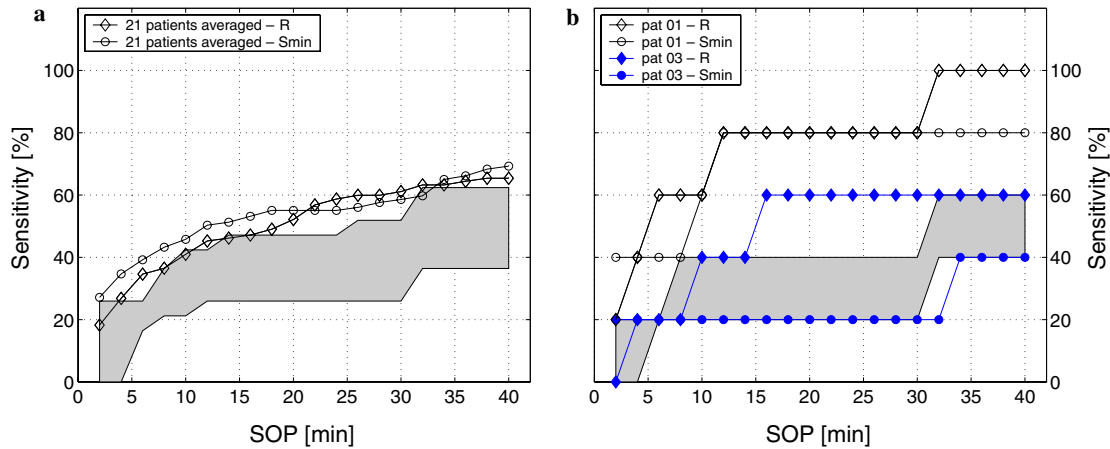 a
21 patients averaged – R
21 patients averaged – Smin
100
80
60
40
20
0
Sensitivity [%]
0 5 10 15 20 25 30 35 40
SOP [min]
b
pat 01 – R
pat 01 – Smin
pat 03 – R
pat 03 – Smin
100
80
60
40
20
0
Sensitivity [%]
0 5 10 15 20 25 30 35 40
SOP [min]